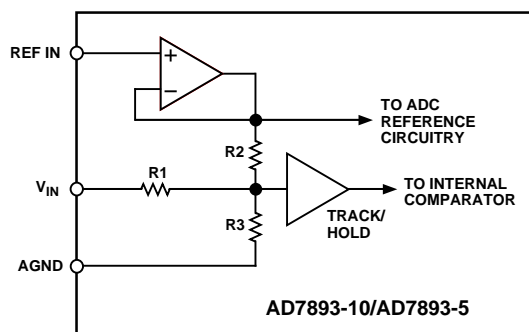 REF IN
+
–
TO ADC
REFERENCE
CIRCUITRY
R2
R1
VIN
TO INTERNAL
COMPARATOR
R3
TRACK/
HOLD
AGND
AD7893-10/AD7893-5